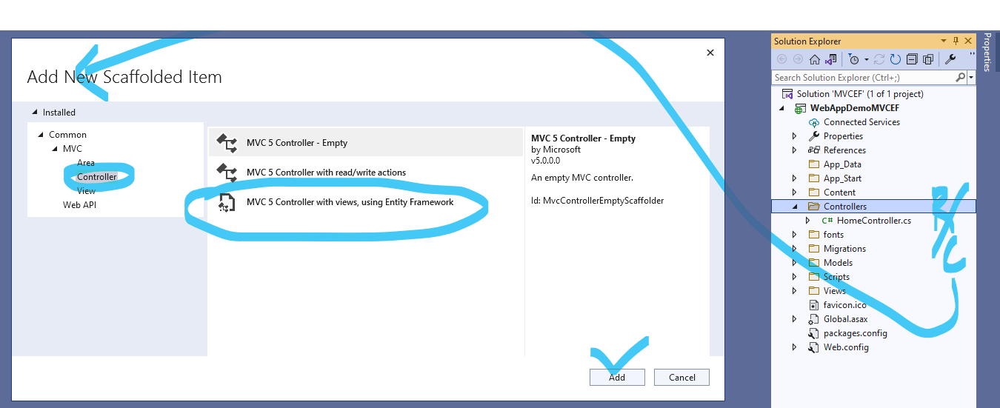 Add New Scaffolded Item
Installed
Common
MVC
Area
Controller
View
Web API
MVC 5 Controller - Empty
MVC 5 Controller with read/write actions
MVC 5 Controller with views, using Entity Framework
MVC 5 Controller - Empty
by Microsoft
v5.0.0.0
An empty MVC controller.
Id: MvcControllerEmptyScaffolder
Add
Cancel
Solution Explorer
Search Solution Explorer (Ctrl+;)
Solution 'MVCEF' (1 of 1 project)
WebAppDemoMVCEF
Connected Services
Properties
References
App_Data
App_Start
Content
Controllers
C# HomeController.cs
fonts
Migrations
Models
Scripts
Views
favicon.ico
Global.asax
packages.config
Web.config
R/C
Properties